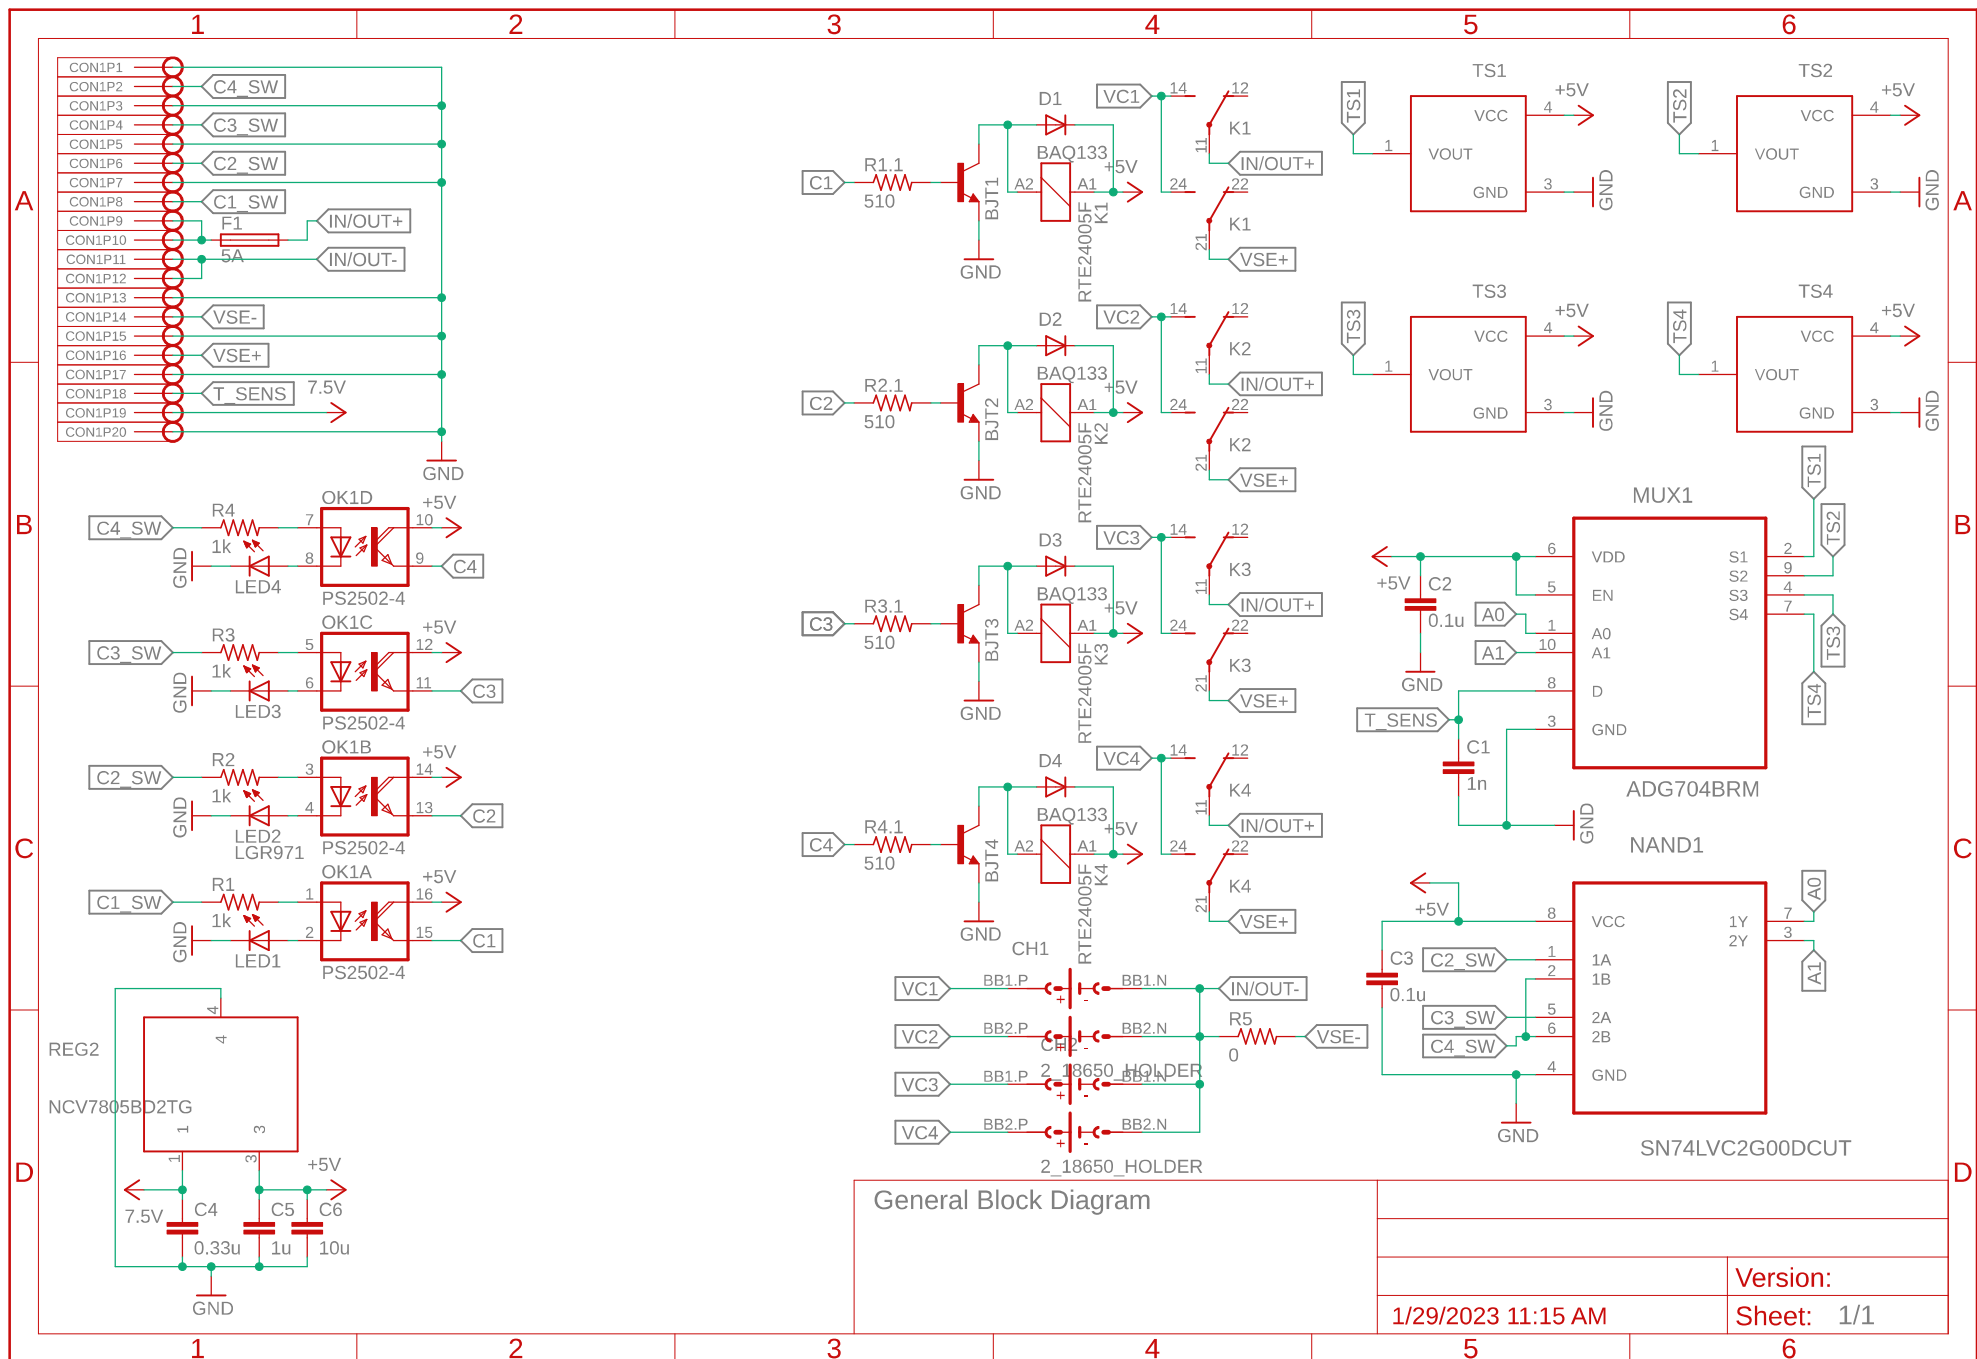 1 2 3 4 5 6
A
B
C
D
CON1P1
CON1P2 C4_SW
CON1P3
CON1P4 C3_SW
CON1P5
CON1P6 C2_SW
CON1P7
CON1P8 C1_SW
CON1P9 F1 IN/OUT+
CON1P10 5A
CON1P11 IN/OUT-
CON1P12
CON1P13
CON1P14 VSE-
CON1P15
CON1P16 VSE+
CON1P17
CON1P18 T_SENS 7.5V
CON1P19
CON1P20
GND
OK1D
C4_SW R4 7 10 +5V
1k
GND LED4 8 9 C4
PS2502-4
OK1C
C3_SW R3 5 12 +5V
1k
GND LED3 6 11 C3
PS2502-4
OK1B
C2_SW R2 3 14 +5V
1k
GND LED2 4 13 C2
LGR971
PS2502-4
OK1A
C1_SW R1 1 16 +5V
1k
GND LED1 2 15 C1
PS2502-4
REG2
NCV7805BD2TG
4
4
1 3
1 3
7.5V +5V
C4 C5 C6
0.33u 1u 10u
GND
D1
BAQ133
C1 R1.1
510
BJT1
A2 A1 +5V
K1
RTE24005F
GND
VC1 14 12
11 K1
IN/OUT+
24 22
21 K1
VSE+
D2
BAQ133
C2 R2.1
510
BJT2
A2 A1 +5V
K2
RTE24005F
GND
VC2 14 12
11 K2
IN/OUT+
24 22
21 K2
VSE+
D3
BAQ133
C3 R3.1
510
BJT3
A2 A1 +5V
K3
RTE24005F
GND
VC3 14 12
11 K3
IN/OUT+
24 22
21 K3
VSE+
D4
BAQ133
C4 R4.1
510
BJT4
A2 A1 +5V
K4
RTE24005F
GND
VC4 14 12
11 K4
IN/OUT+
24 22
21 K4
VSE+
CH1
VC1 BB1.P + - BB1.N IN/OUT-
VC2 BB2.P + - BB2.N R5 VSE-
0
CH2
2_18650_HOLDER
VC3 BB1.P + - BB1.N
VC4 BB2.P + - BB2.N
2_18650_HOLDER
TS1
TS1 1 VOUT
VCC 4 +5V
GND 3 GND
TS2
TS2 1 VOUT
VCC 4 +5V
GND 3 GND
TS3
TS3 1 VOUT
VCC 4 +5V
GND 3 GND
TS4
TS4 1 VOUT
VCC 4 +5V
GND 3 GND
MUX1
+5V C2
0.1u
GND
6 VDD S1 2 TS1
5 EN S2 9 TS2
A0 1 A0 S3 4 TS3
A1 10 A1 S4 7 TS4
T_SENS 8 D
3 GND
C1
1n
GND
ADG704BRM
NAND1
+5V
C3
0.1u
8 VCC 1Y 7 A0
2Y 3 A1
C2_SW 1 1A
2 1B
C3_SW 5 2A
C4_SW 6 2B
4 GND
GND
SN74LVC2G00DCUT
General Block Diagram
Version:
1/29/2023 11:15 AM
Sheet: 1/1
A
B
C
D
1 2 3 4 5 6